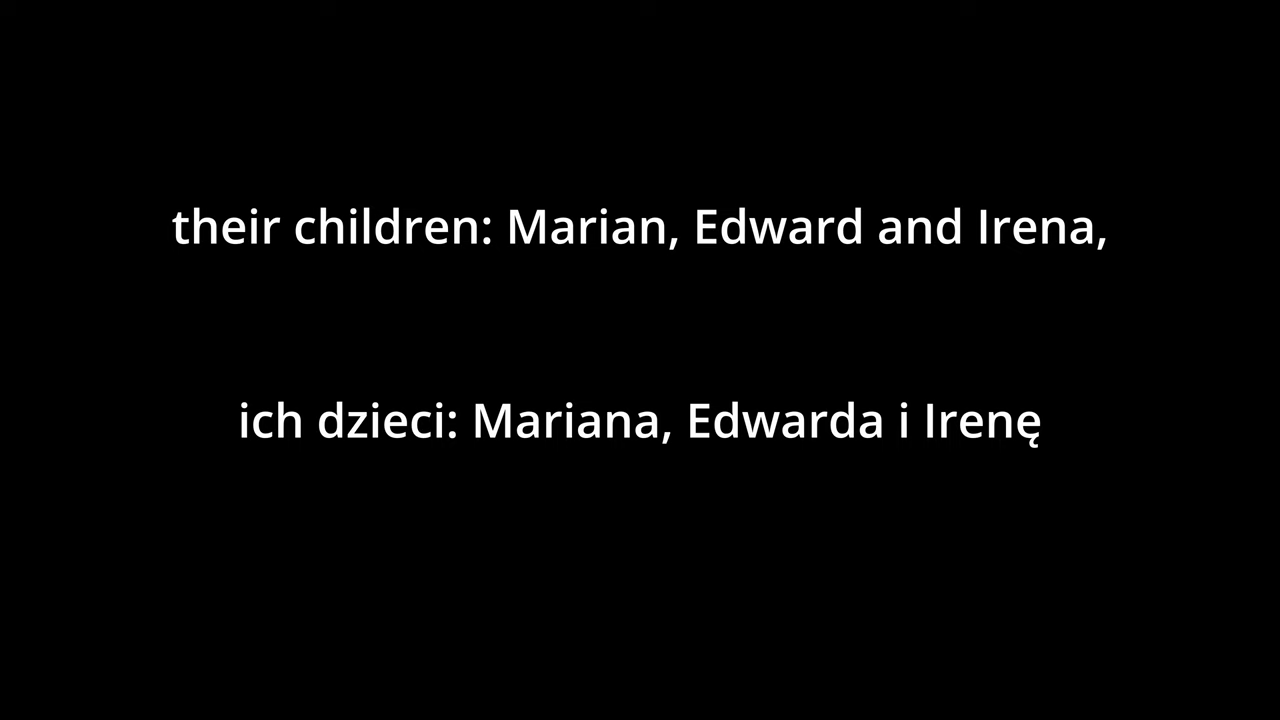 their children: Marian, Edward and Irena,
ich dzieci: Mariana, Edwarda i Irenę